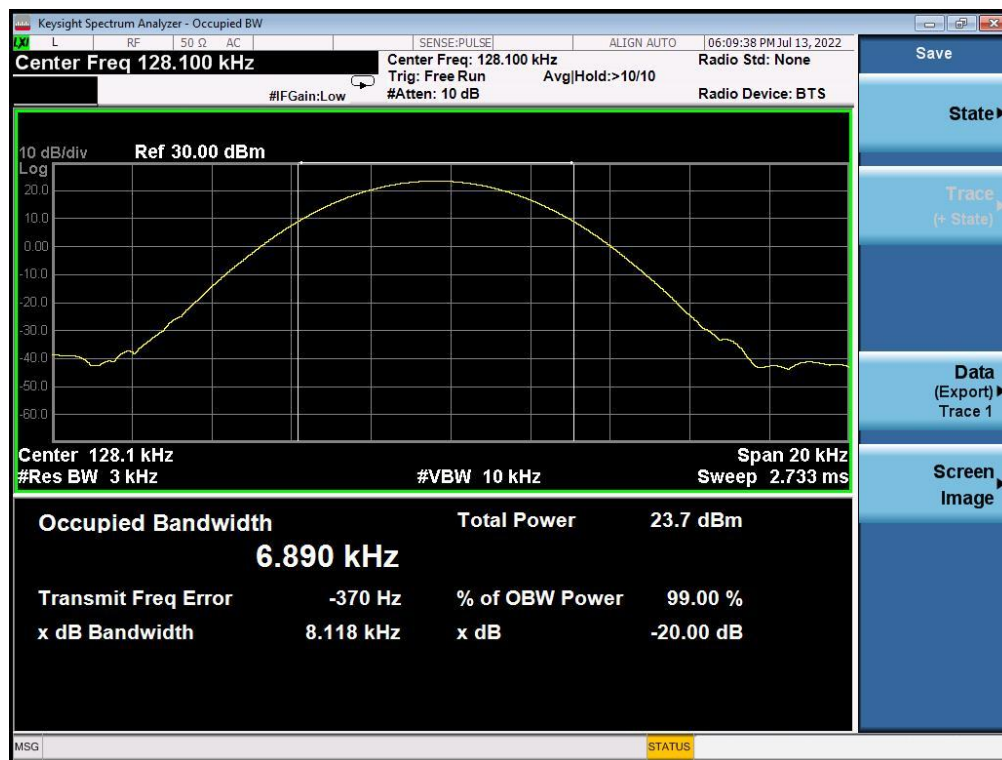 Keysight Spectrum Analyzer - Occupied BW
LXI L RF 50 Ω AC SENSE:PULSE ALIGN AUTO 06:09:38 PM Jul 13, 2022
Center Freq 128.100 kHz
Center Freq: 128.100 kHz
Radio Std: None
Trig: Free Run Avg|Hold:>10/10
#IFGain:Low
#Atten: 10 dB
Radio Device: BTS
10 dB/div Ref 30.00 dBm
Log
20.0
10.0
0.00
-10.0
-20.0
-30.0
-40.0
-50.0
-60.0
Center 128.1 kHz Span 20 kHz
#Res BW 3 kHz #VBW 10 kHz Sweep 2.733 ms
Occupied Bandwidth Total Power 23.7 dBm
6.890 kHz
Transmit Freq Error -370 Hz % of OBW Power 99.00 %
x dB Bandwidth 8.118 kHz x dB -20.00 dB
MSG STATUS
Save
State
Trace
(+ State)
Data
(Export)
Trace 1
Screen
Image